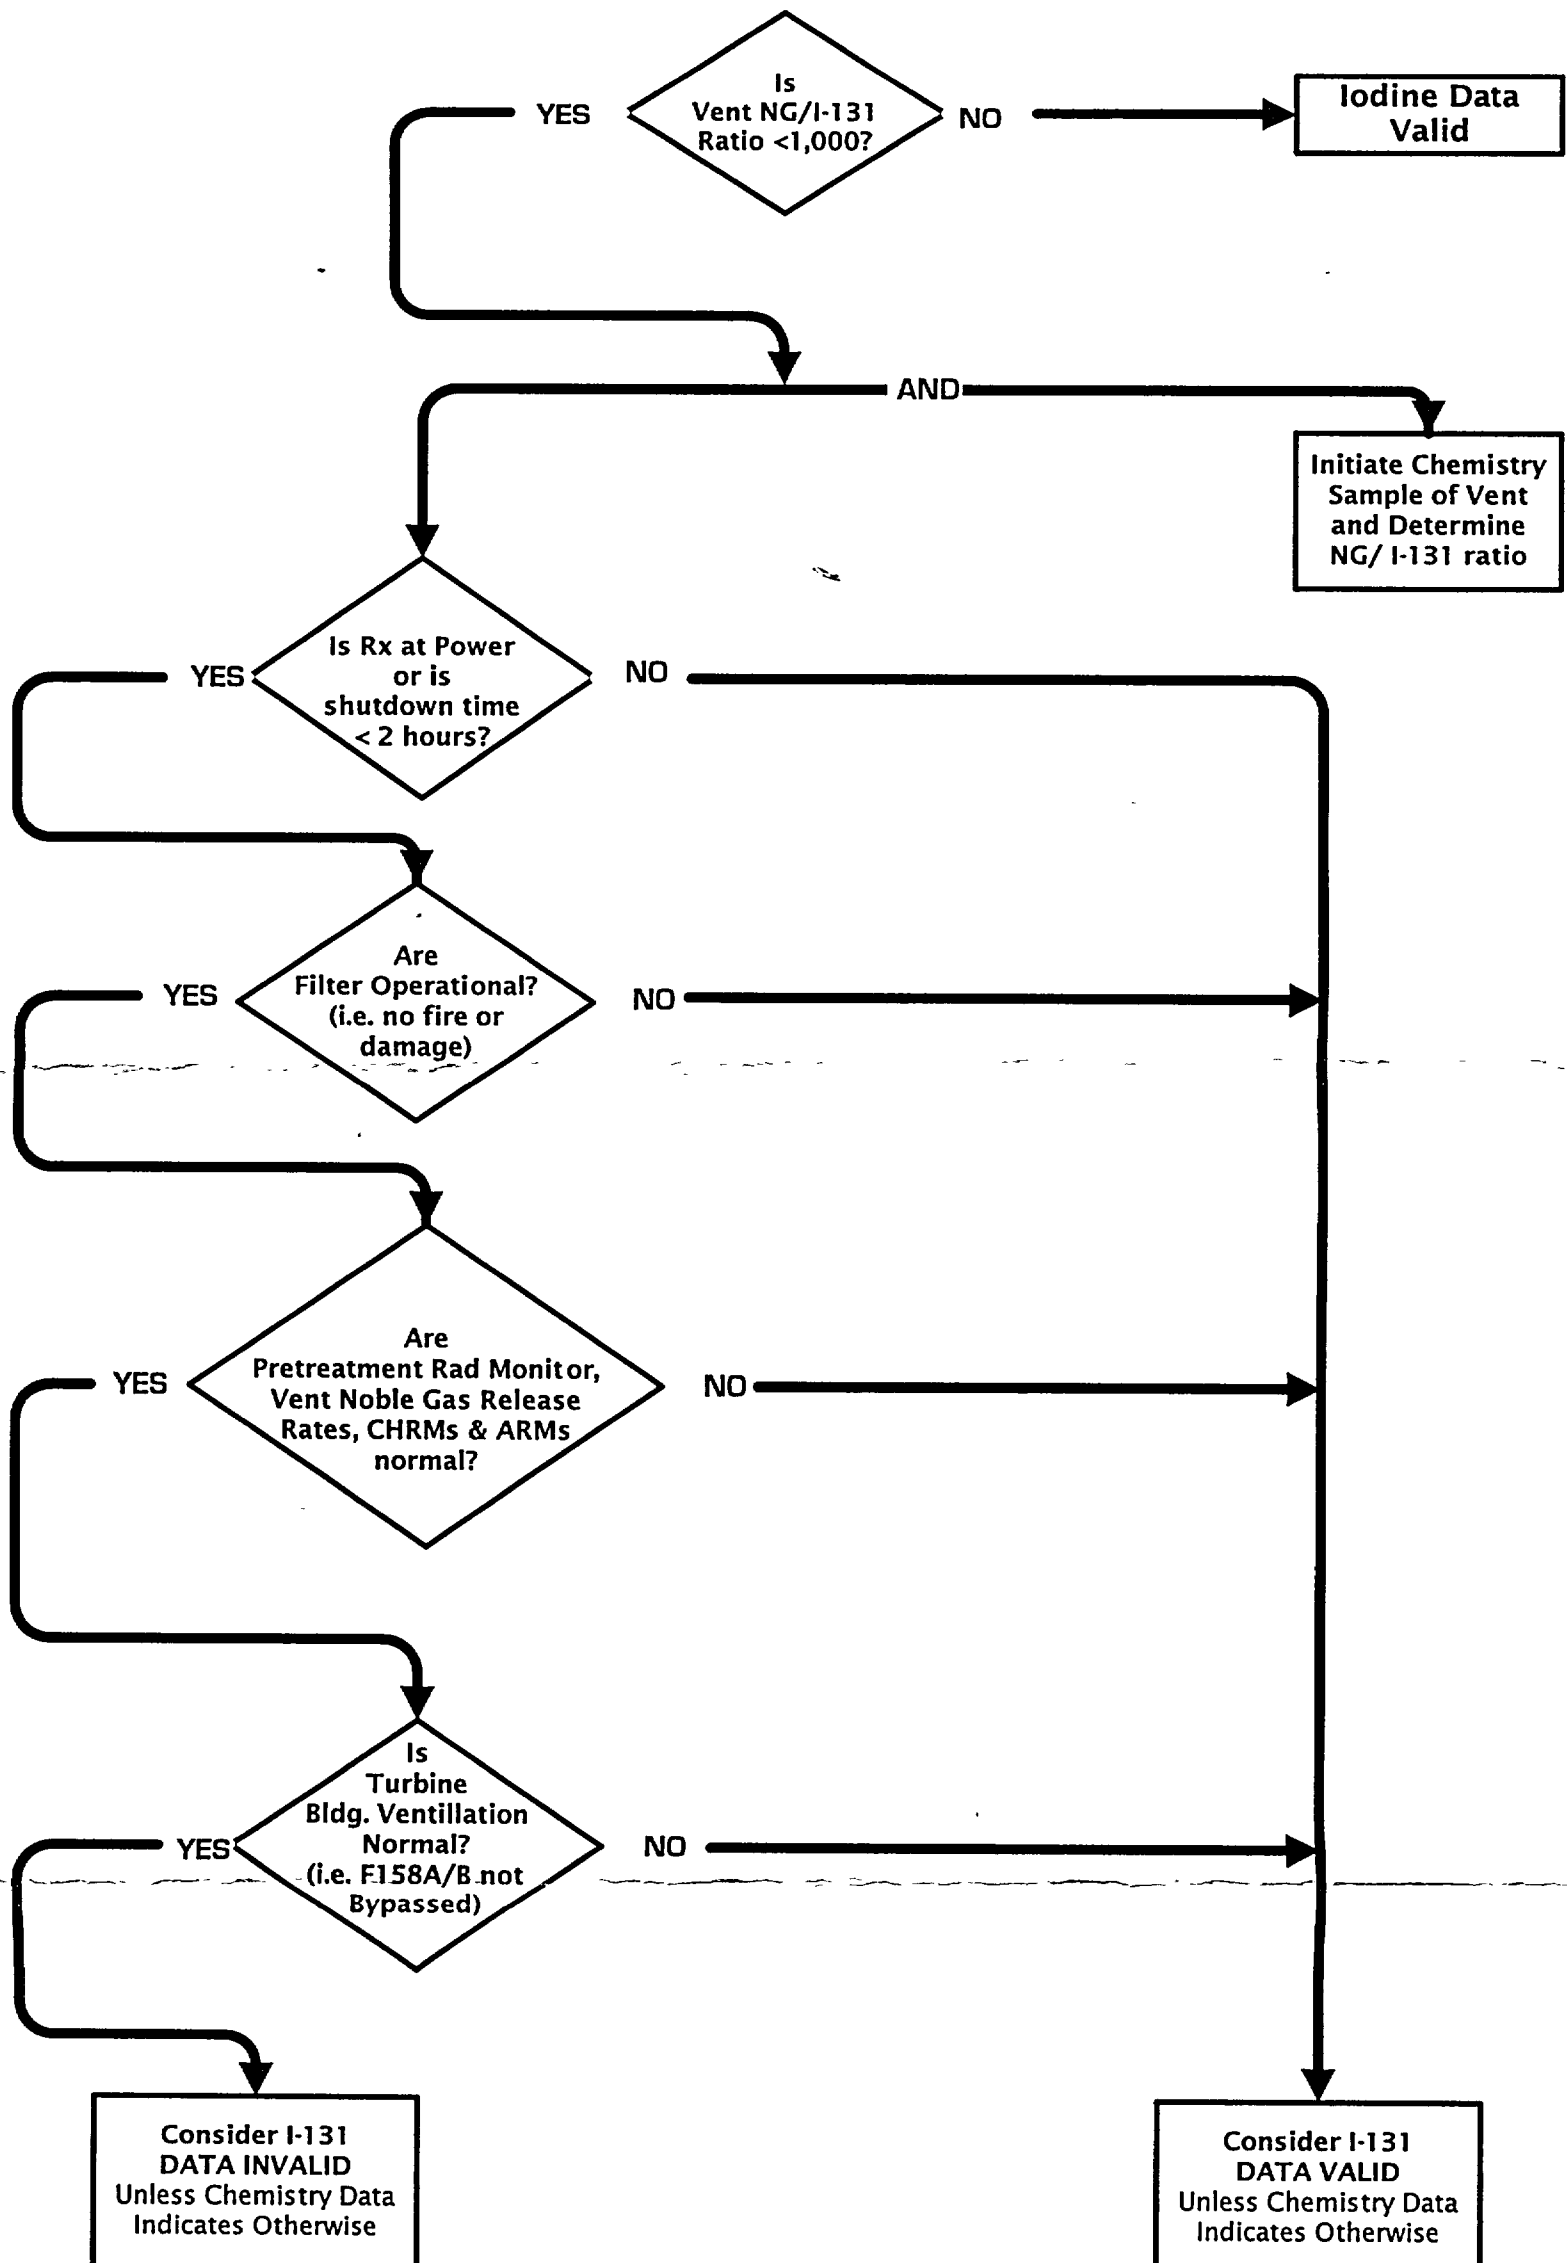 Is
Vent NG/I-131
Ratio <1,000?
YES
NO
Iodine Data
Valid
AND
Initiate Chemistry
Sample of Vent
and Determine
NG/ I-131 ratio
Is Rx at Power
or is
shutdown time
< 2 hours?
YES
NO
Are
Filter Operational?
(i.e. no fire or
damage)
YES
NO
Are
Pretreatment Rad Monitor,
Vent Noble Gas Release
Rates, CHRMs & ARMs
normal?
YES
NO
Is
Turbine
Bldg. Ventillation
Normal?
(i.e. F158A/B not
Bypassed)
YES
NO
Consider I-131
DATA INVALID
Unless Chemistry Data
Indicates Otherwise
Consider I-131
DATA VALID
Unless Chemistry Data
Indicates Otherwise